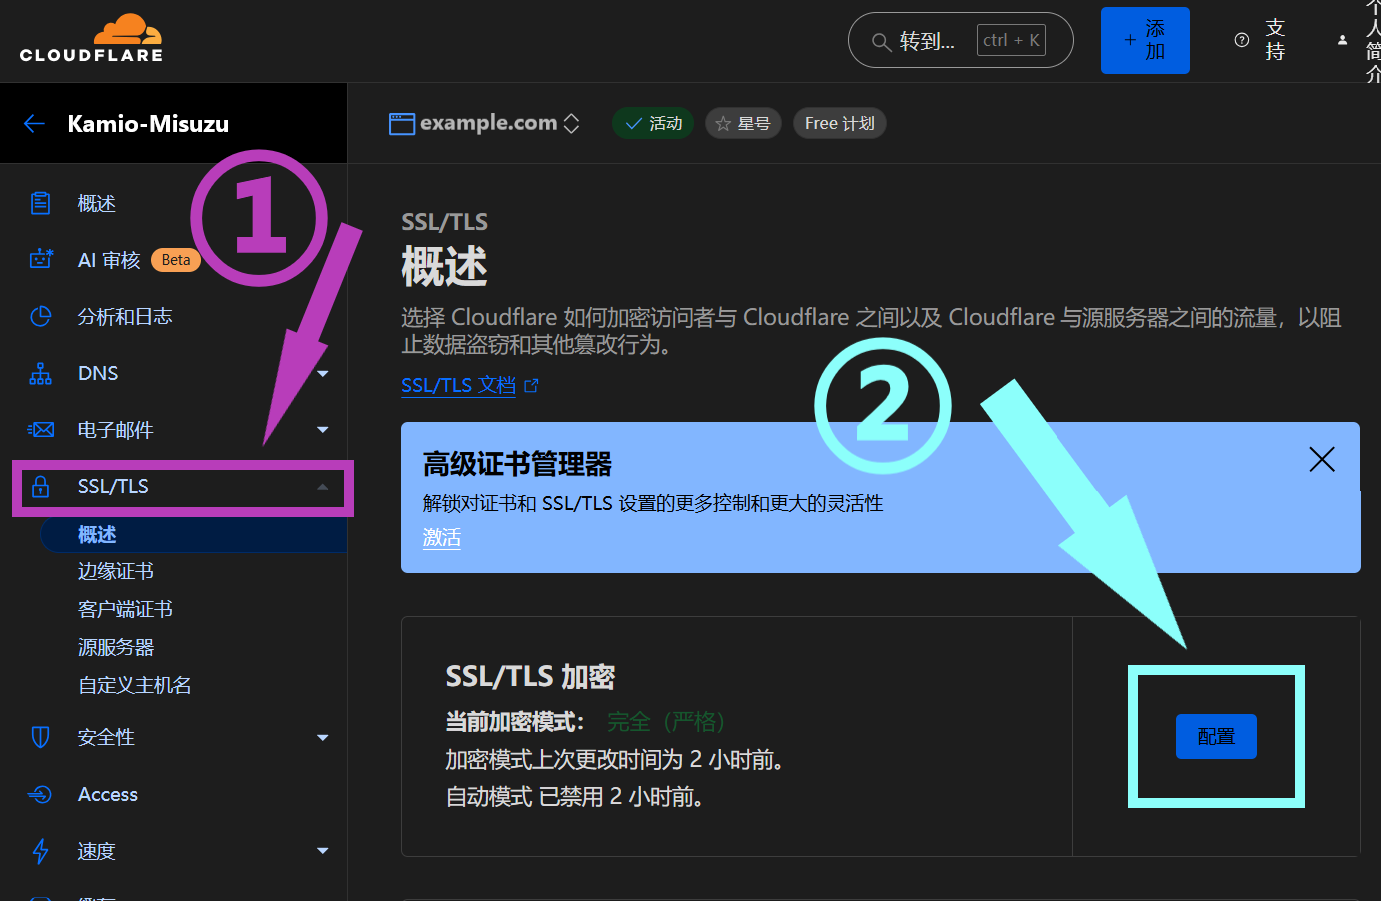 CLOUDFLARE
转到...
ctrl + K
+ 添加
支持
个人简介
Kamio-Misuzu
example.com
活动
星号
Free 计划
①
概述
AI 审核 Beta
分析和日志
DNS
电子邮件
SSL/TLS
概述
边缘证书
客户端证书
源服务器
自定义主机名
安全性
Access
速度
SSL/TLS
概述
选择 Cloudflare 如何加密访问者与 Cloudflare 之间以及 Cloudflare 与源服务器之间的流量，以阻
止数据盗窃和其他篡改行为。
SSL/TLS 文档
②
高级证书管理器
解锁对证书和 SSL/TLS 设置的更多控制和更大的灵活性
激活
SSL/TLS 加密
当前加密模式： 完全（严格）
加密模式上次更改时间为 2 小时前。
自动模式 已禁用 2 小时前。
配置